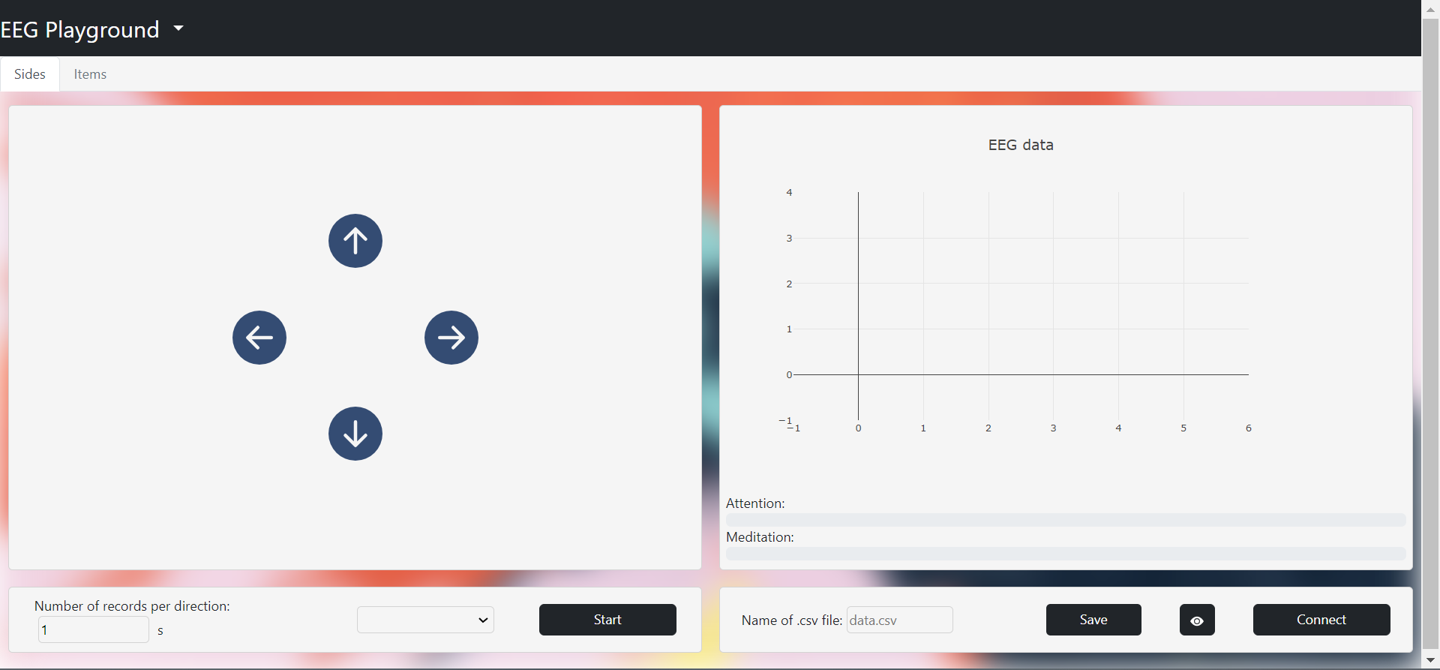 EEG Playground
Sides Items
EEG data
4
3
2
1
0
−1
−1 0 1 2 3 4 5 6
Attention:
Meditation:
Number of records per direction:
1 s
Start
Name of .csv file: data.csv
Save
Connect